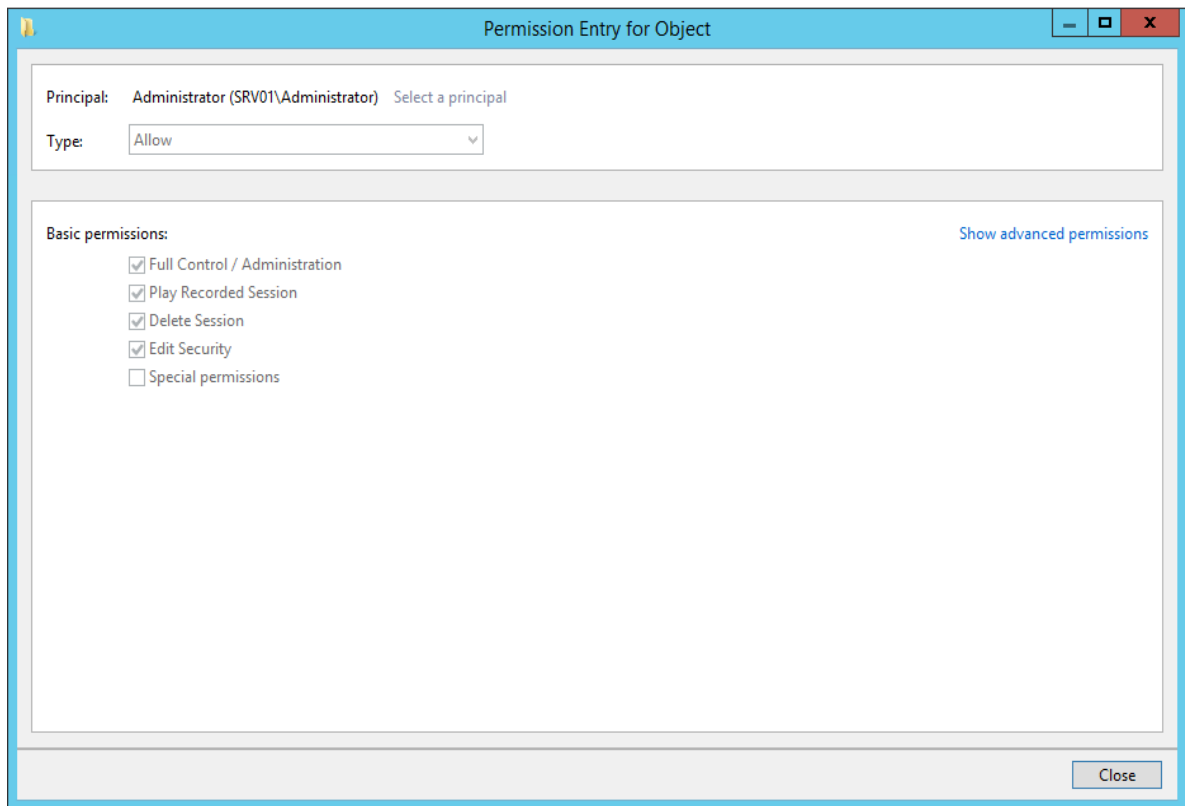 Permission Entry for Object
Principal: Administrator (SRV01\Administrator) Select a principal
Type: Allow
Basic permissions: Show advanced permissions
Full Control / Administration
Play Recorded Session
Delete Session
Edit Security
Special permissions
Close